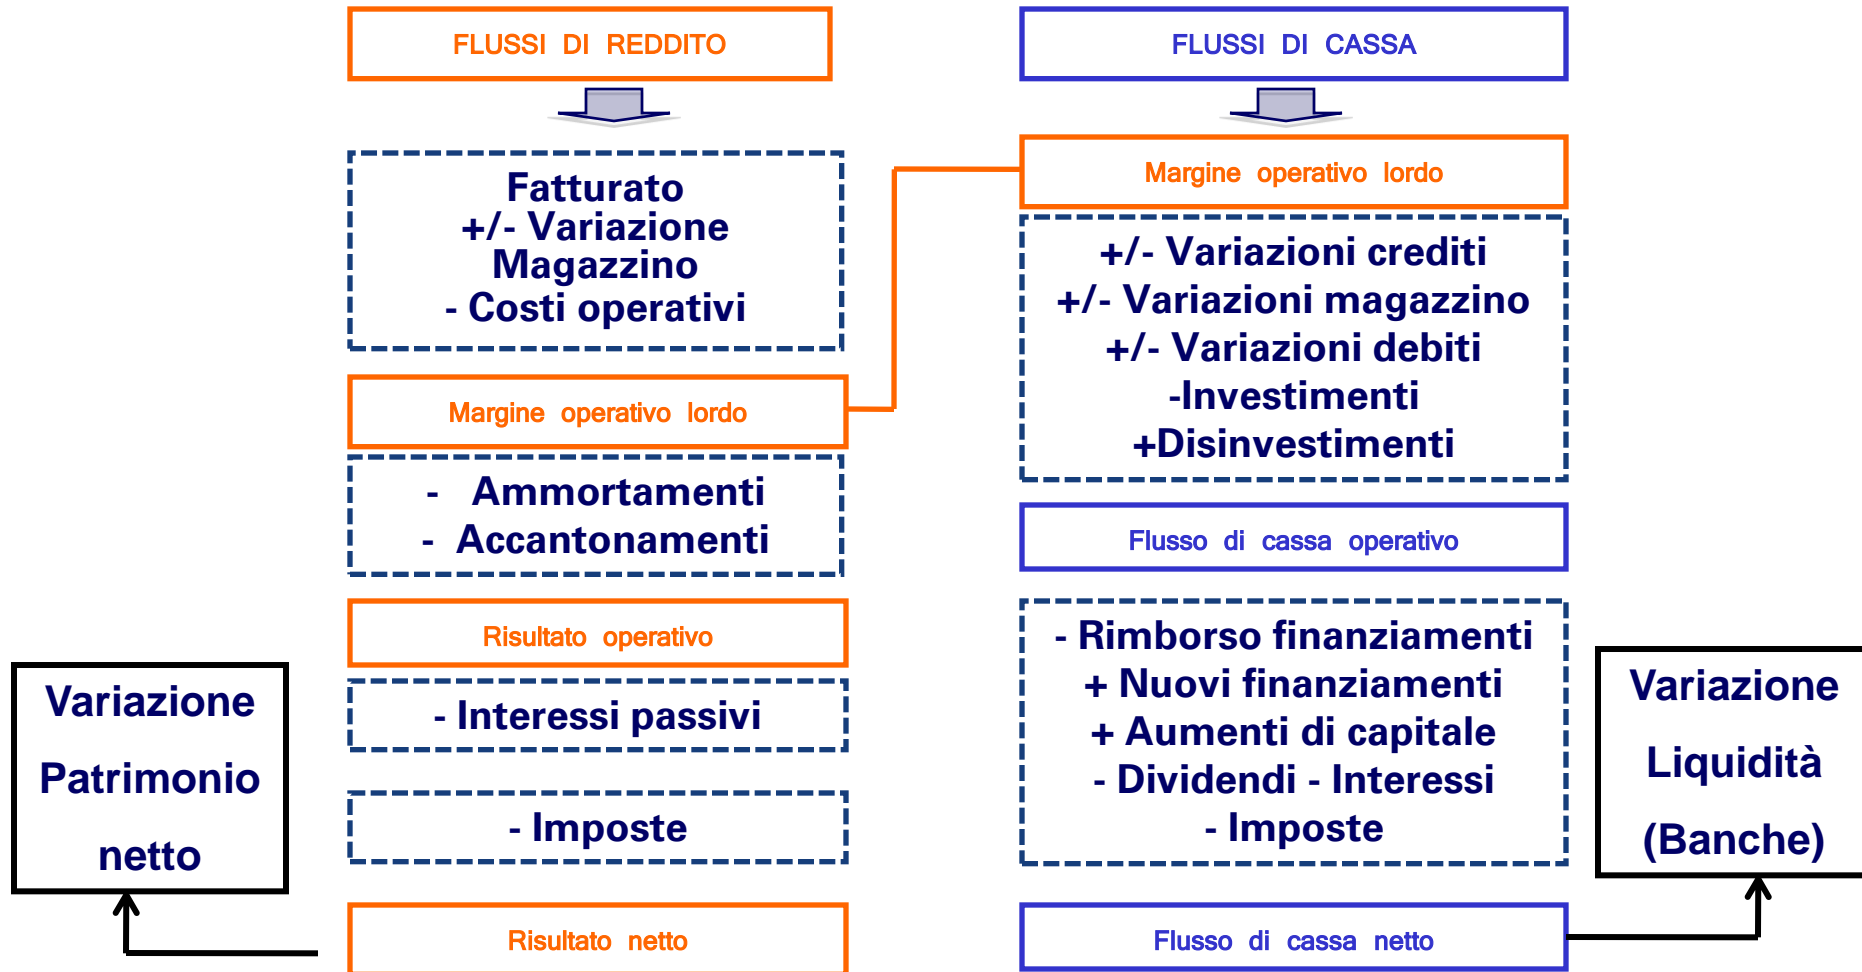 FLUSSI DI REDDITO
Fatturato
+/- Variazione
Magazzino
- Costi operativi
Margine operativo lordo
- Ammortamenti
- Accantonamenti
Risultato operativo
- Interessi passivi
- Imposte
Risultato netto
Variazione
Patrimonio
netto
FLUSSI DI CASSA
Margine operativo lordo
+/- Variazioni crediti
+/- Variazioni magazzino
+/- Variazioni debiti
-Investimenti
+Disinvestimenti
Flusso di cassa operativo
- Rimborso finanziamenti
+ Nuovi finanziamenti
+ Aumenti di capitale
- Dividendi - Interessi
- Imposte
Flusso di cassa netto
Variazione
Liquidità
(Banche)